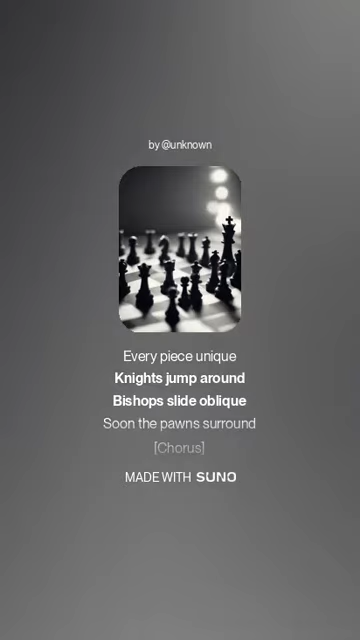 by @unknown
Every piece unique
Knights jump around
Bishops slide oblique
Soon the pawns surround
[Chorus]
MADE WITH SUNO